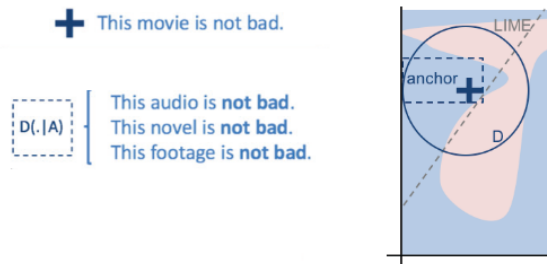 This movie is not bad.
D(.|A)
This audio is not bad.
This novel is not bad.
This footage is not bad.
LIME
anchor
D